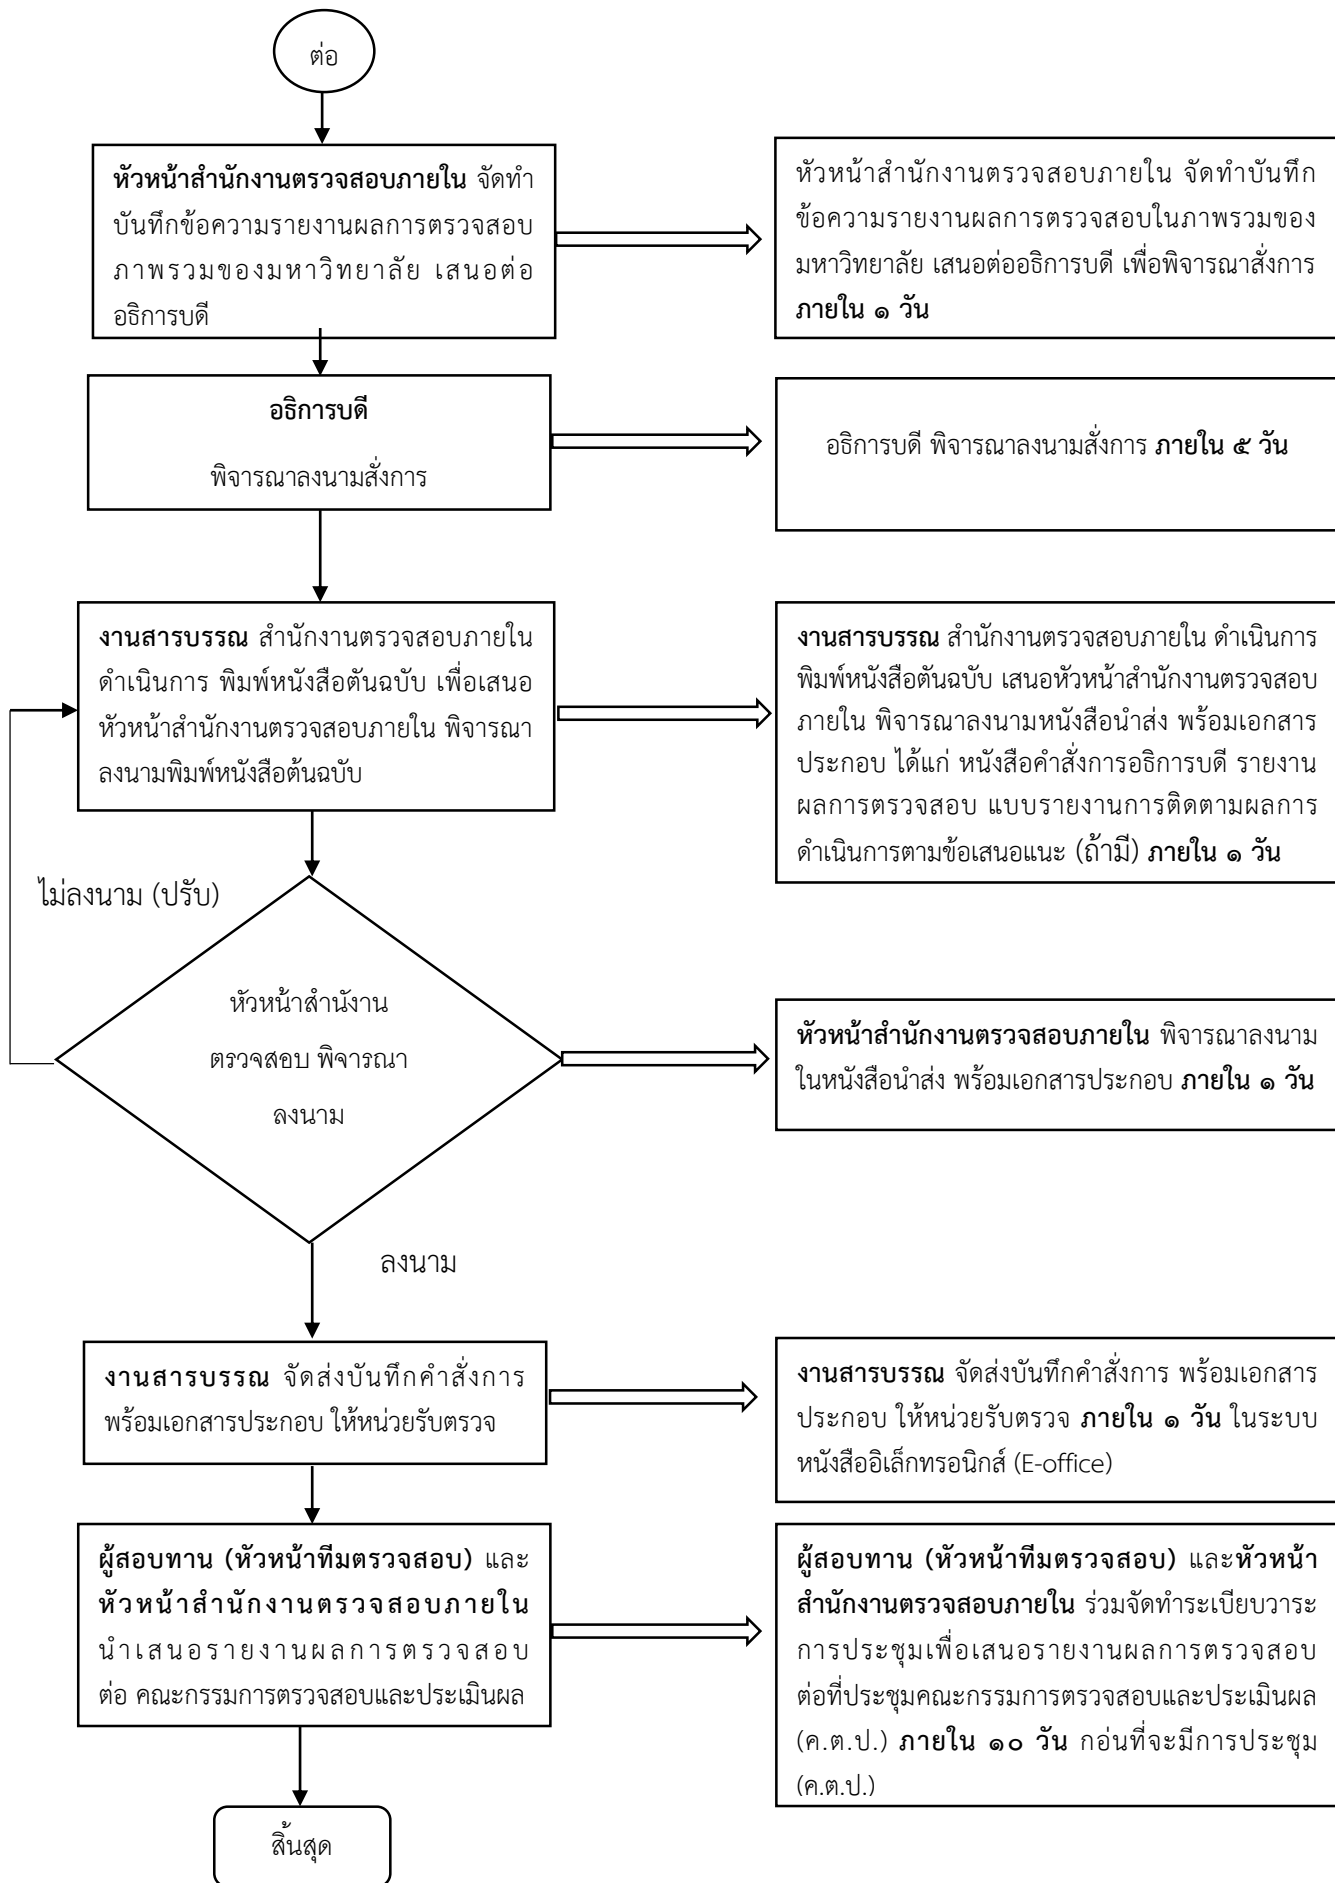 ต่อ
หัวหน้าสำนักงานตรวจสอบภายใน จัดทำ
บันทึกข้อความรายงานผลการตรวจสอบ
ภาพรวมของมหาวิทยาลัย เสนอต่อ
อธิการบดี
หัวหน้าสำนักงานตรวจสอบภายใน จัดทำบันทึก
ข้อความรายงานผลการตรวจสอบในภาพรวมของ
มหาวิทยาลัย เสนอต่ออธิการบดี เพื่อพิจารณาสั่งการ
ภายใน ๑ วัน
อธิการบดี
พิจารณาลงนามสั่งการ
อธิการบดี พิจารณาลงนามสั่งการ ภายใน ๕ วัน
งานสารบรรณ สำนักงานตรวจสอบภายใน
ดำเนินการ พิมพ์หนังสือต้นฉบับ เพื่อเสนอ
หัวหน้าสำนักงานตรวจสอบภายใน พิจารณา
ลงนามพิมพ์หนังสือต้นฉบับ
งานสารบรรณ สำนักงานตรวจสอบภายใน ดำเนินการ
พิมพ์หนังสือต้นฉบับ เสนอหัวหน้าสำนักงานตรวจสอบ
ภายใน พิจารณาลงนามหนังสือนำส่ง พร้อมเอกสาร
ประกอบ ได้แก่ หนังสือคำสั่งการอธิการบดี รายงาน
ผลการตรวจสอบ แบบรายงานการติดตามผลการ
ดำเนินการตามข้อเสนอแนะ (ถ้ามี) ภายใน ๑ วัน
ไม่ลงนาม (ปรับ)
หัวหน้าสำนังาน
ตรวจสอบ พิจารณา
ลงนาม
หัวหน้าสำนักงานตรวจสอบภายใน พิจารณาลงนาม
ในหนังสือนำส่ง พร้อมเอกสารประกอบ ภายใน ๑ วัน
ลงนาม
งานสารบรรณ จัดส่งบันทึกคำสั่งการ
พร้อมเอกสารประกอบ ให้หน่วยรับตรวจ
งานสารบรรณ จัดส่งบันทึกคำสั่งการ พร้อมเอกสาร
ประกอบ ให้หน่วยรับตรวจ ภายใน ๑ วัน ในระบบ
หนังสืออิเล็กทรอนิกส์ (E-office)
ผู้สอบทาน (หัวหน้าทีมตรวจสอบ) และ
หัวหน้าสำนักงานตรวจสอบภายใน
นำเสนอรายงานผลการตรวจสอบ
ต่อ คณะกรรมการตรวจสอบและประเมินผล
ผู้สอบทาน (หัวหน้าทีมตรวจสอบ) และหัวหน้า
สำนักงานตรวจสอบภายใน ร่วมจัดทำระเบียบวาระ
การประชุมเพื่อเสนอรายงานผลการตรวจสอบ
ต่อที่ประชุมคณะกรรมการตรวจสอบและประเมินผล
(ค.ต.ป.) ภายใน ๑๐ วัน กอ่นที่จะมีการประชุม
(ค.ต.ป.)
สิ้นสุด